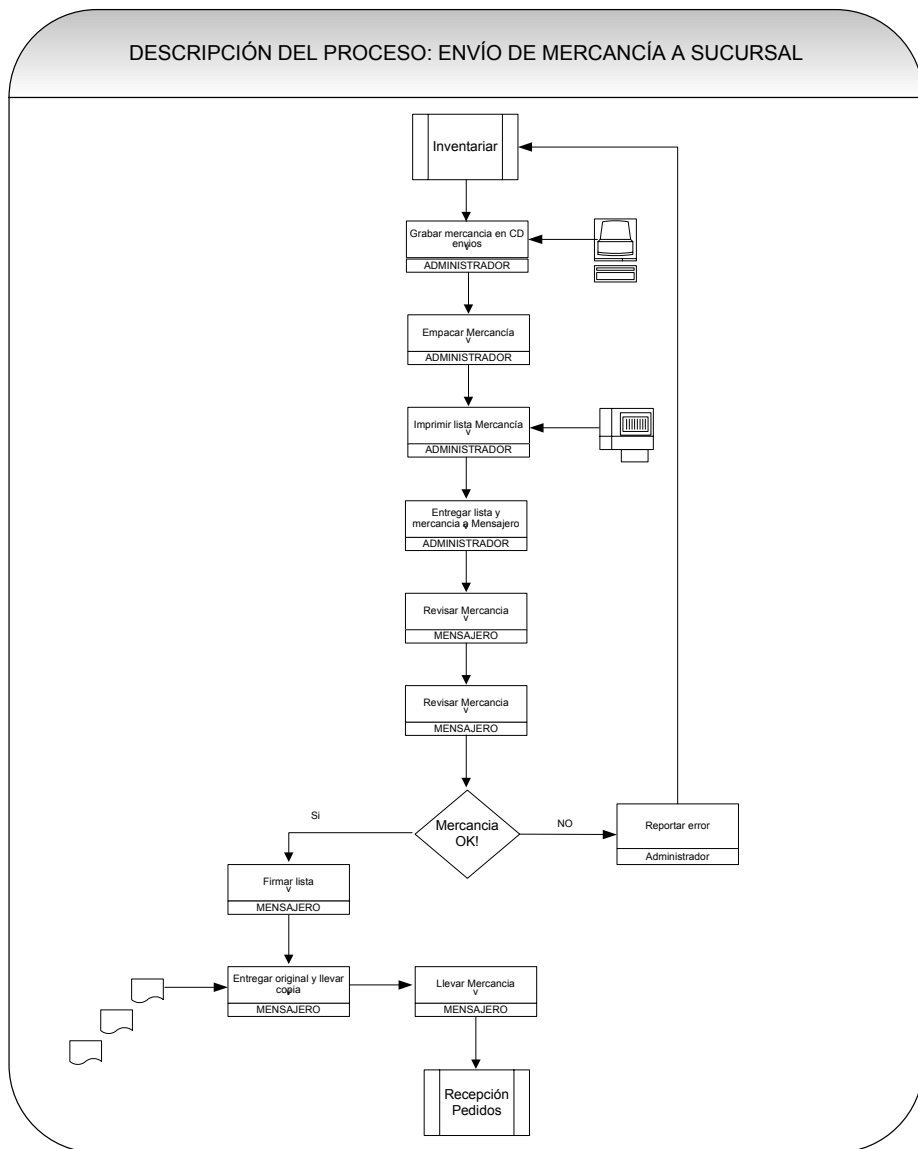 DESCRIPCIÓN DEL PROCESO: ENVÍO DE MERCANCÍA A SUCURSAL
Inventariar
Grabar mercancia en CD
envios
v
ADMINISTRADOR
Empacar Mercancía
v
ADMINISTRADOR
Imprimir lista Mercancía
v
ADMINISTRADOR
Entregar lista y
mercancia a Mensajero
v
ADMINISTRADOR
Revisar Mercancia
v
MENSAJERO
Revisar Mercancia
v
MENSAJERO
Mercancia
OK!
Si
NO
Reportar error
Administrador
Firmar lista
v
MENSAJERO
Entregar original y llevar
copia
v
MENSAJERO
Llevar Mercancia
v
MENSAJERO
Recepción
Pedidos